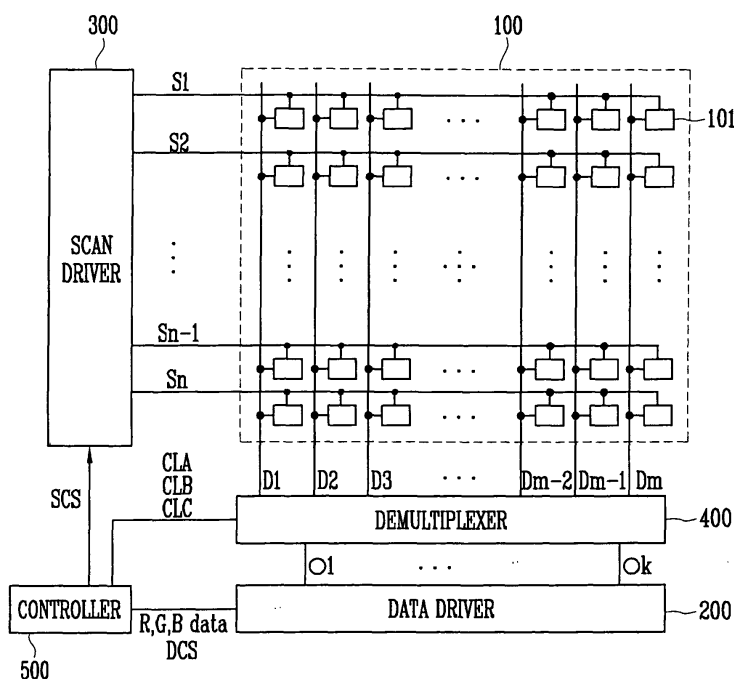 300
100
S1
101
S2
SCAN
DRIVER
Sn-1
Sn
CLA
CLB
CLC
SCS
D1 D2 D3 ... Dm-2 Dm-1 Dm
DEMULTIPLEXER
400
O1 ... Ok
CONTROLLER
R,G,B data
DCS
DATA DRIVER
200
500